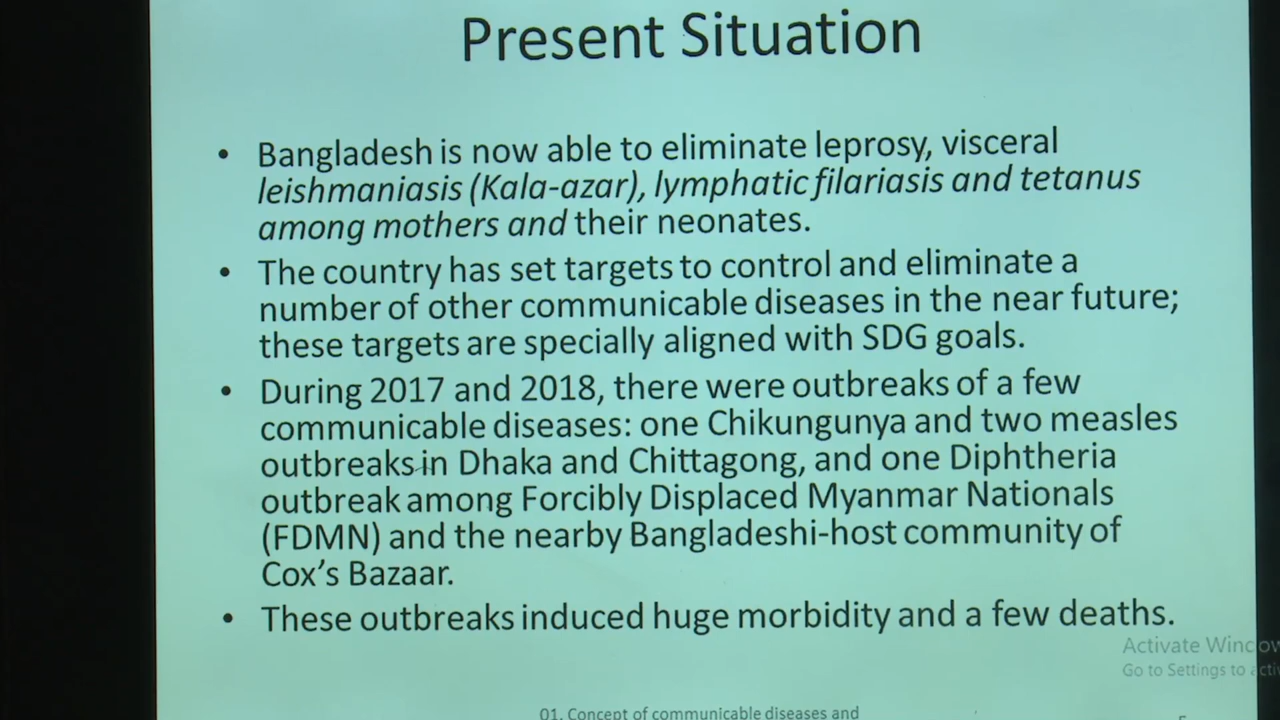 Present Situation
• Bangladesh is now able to eliminate leprosy, visceral
leishmaniasis (Kala-azar), lymphatic filariasis and tetanus
among mothers and their neonates.
• The country has set targets to control and eliminate a
number of other communicable diseases in the near future;
these targets are specially aligned with SDG goals.
• During 2017 and 2018, there were outbreaks of a few
communicable diseases: one Chikungunya and two measles
outbreaks in Dhaka and Chittagong, and one Diphtheria
outbreak among Forcibly Displaced Myanmar Nationals
(FDMN) and the nearby Bangladeshi-host community of
Cox's Bazaar.
• These outbreaks induced huge morbidity and a few deaths.
Activate Window
Go to Settings to acti
01. Concept of communicable diseases and